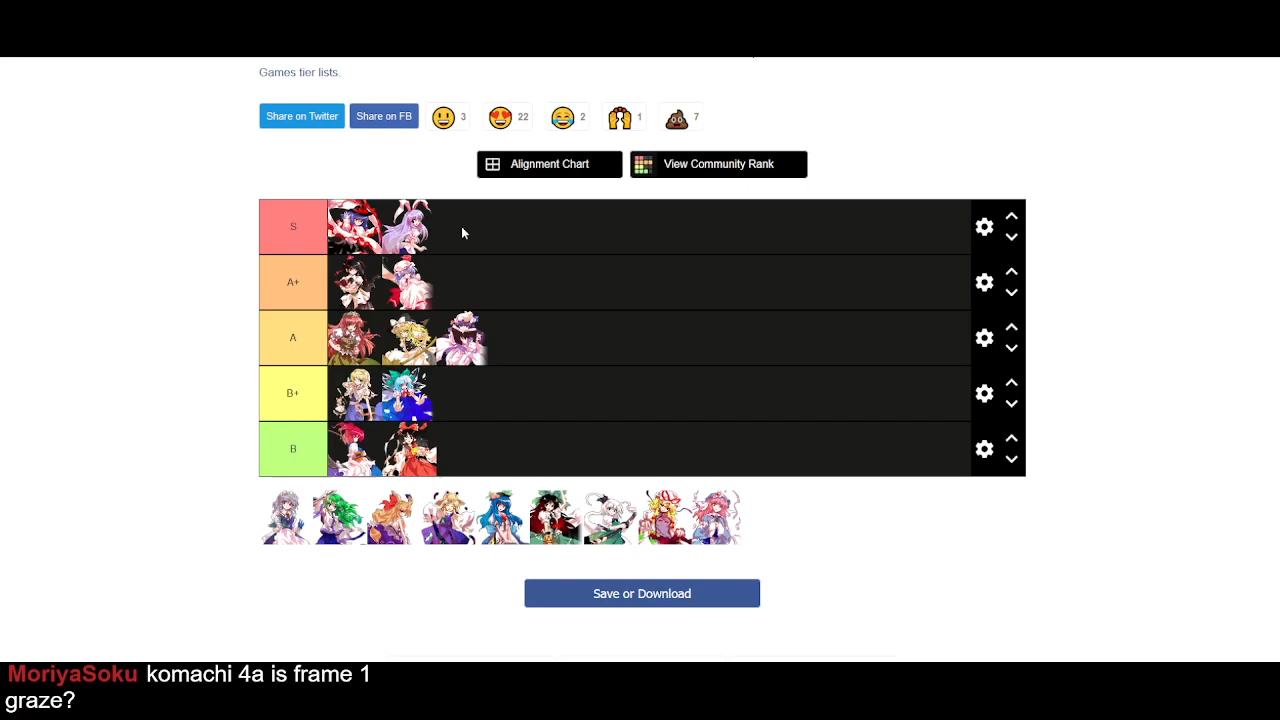 Games tier lists.
Share on Twitter
Share on FB
3
22
2
1
7
Alignment Chart
View Community Rank
S
A+
A
B+
B
Save or Download
MoriyaSoku komachi 4a is frame 1
graze?